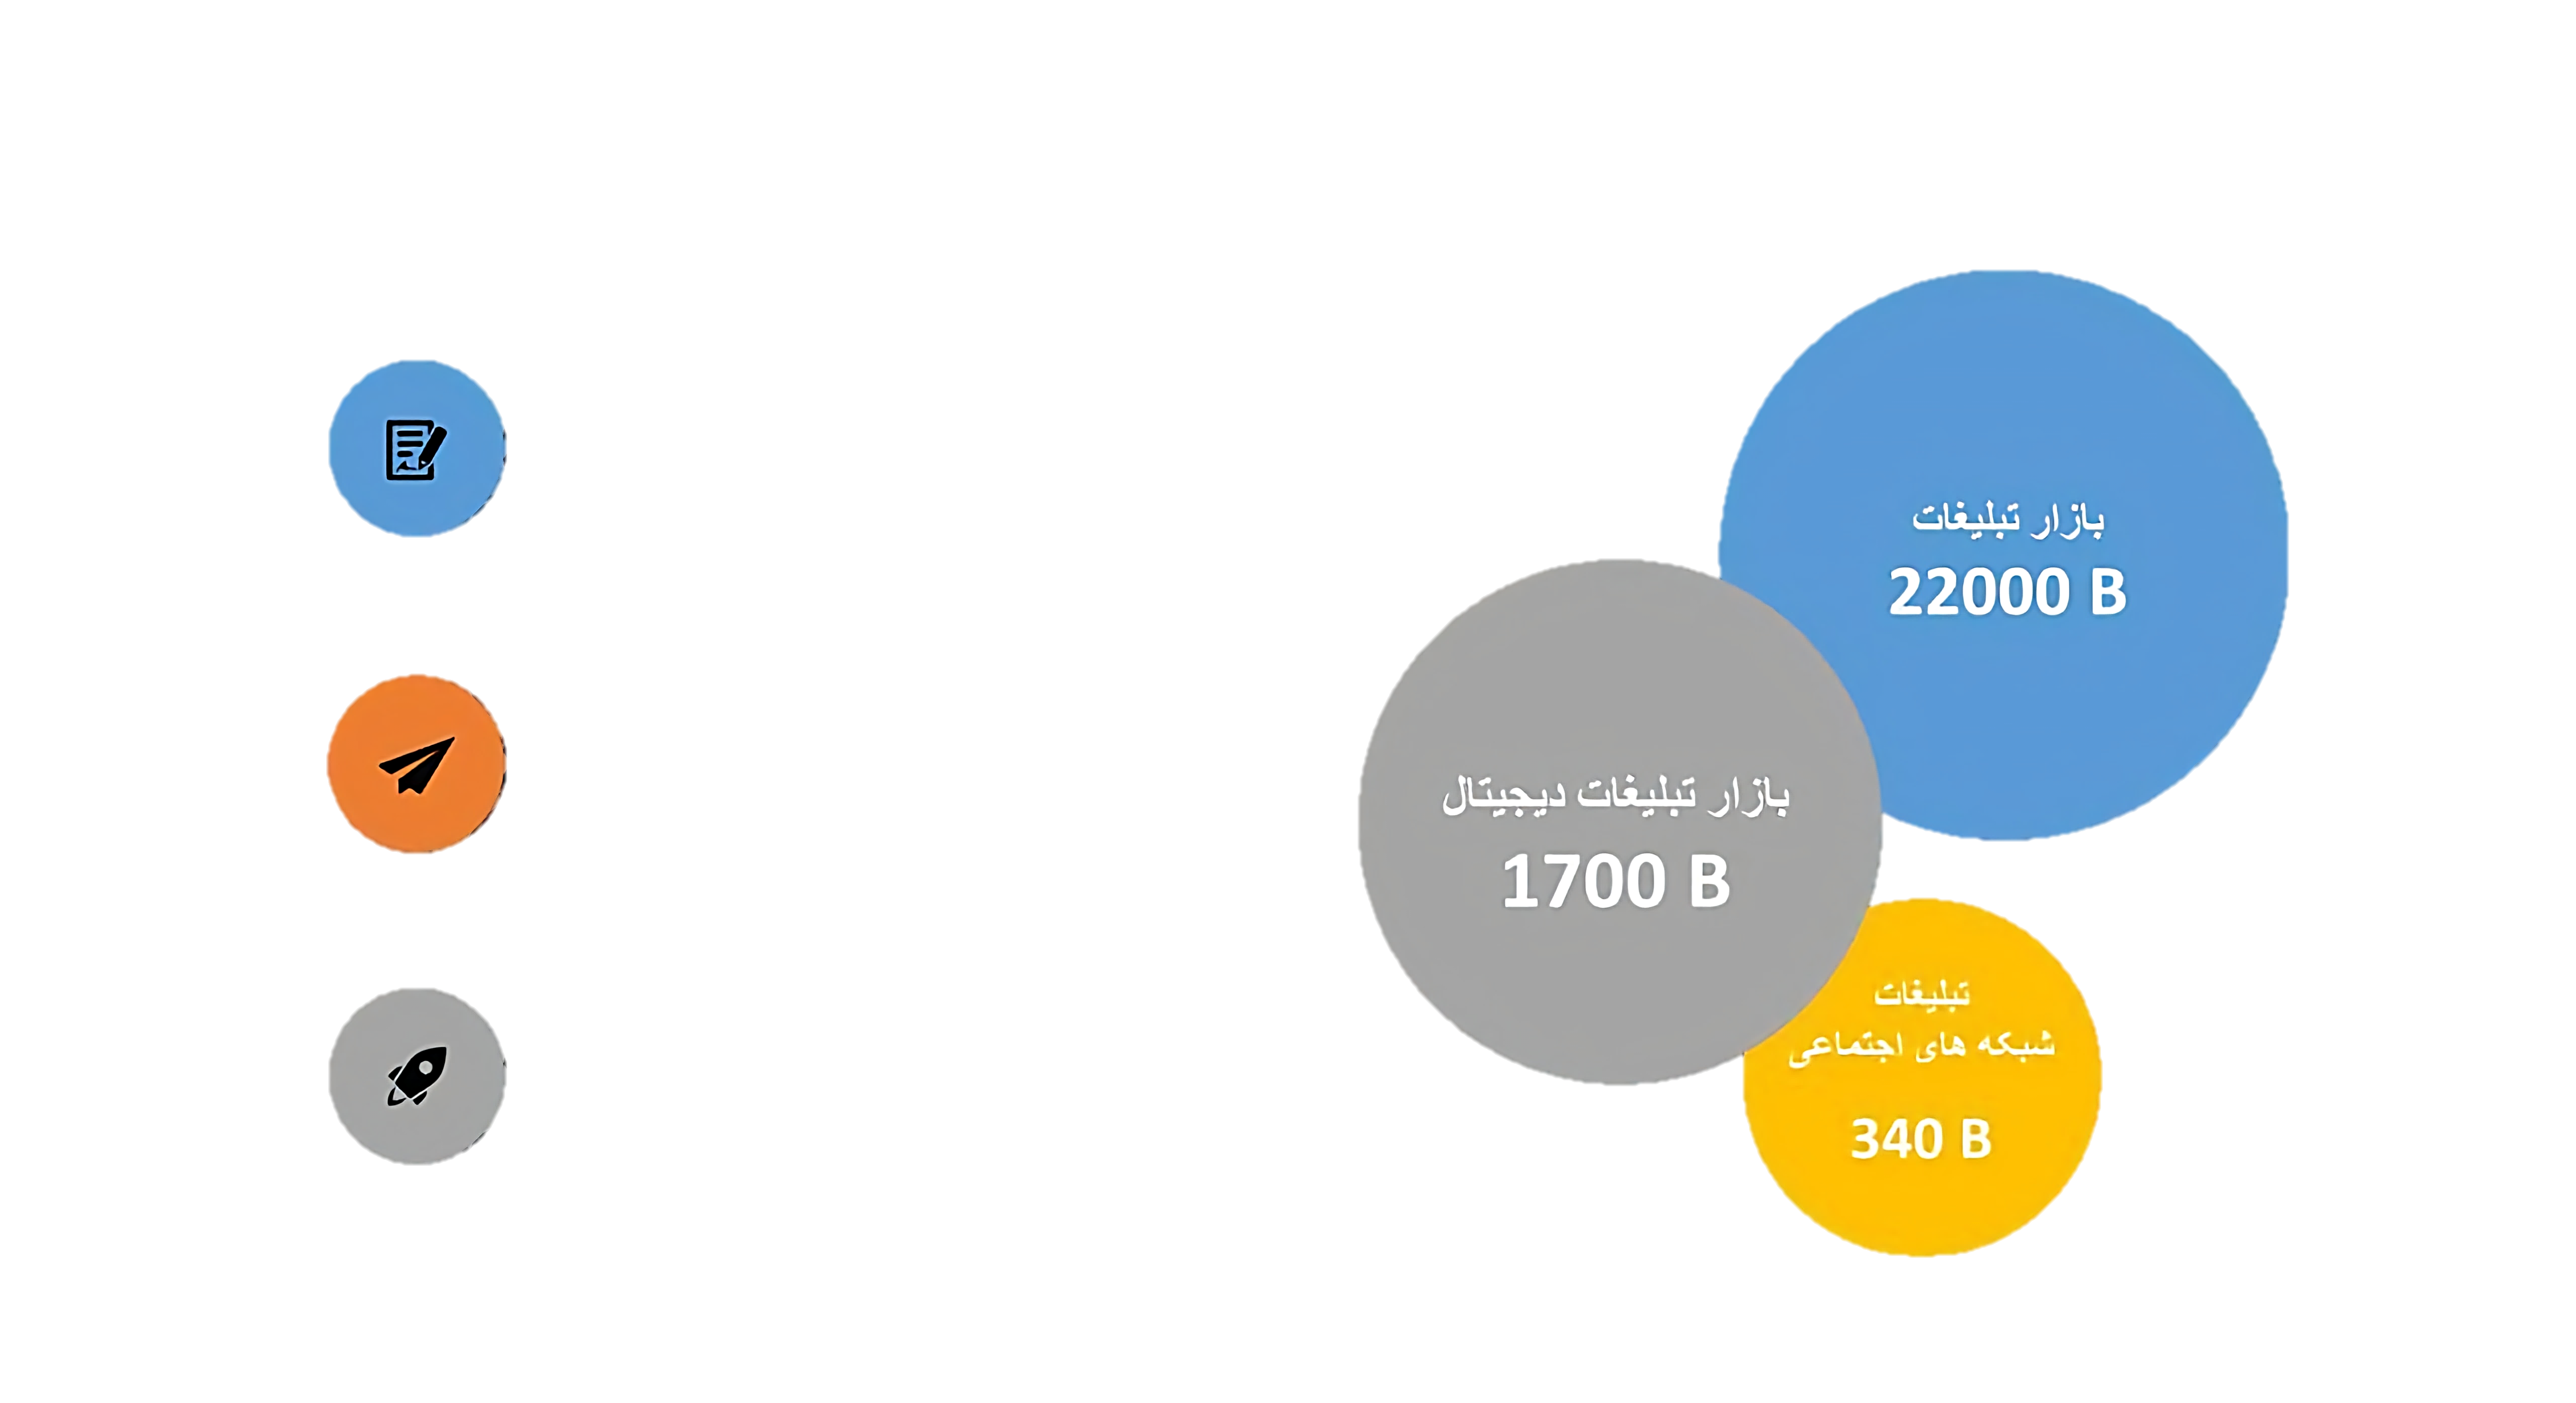 بازار تبلیغات
22000 B
بازار تبلیغات دیجیتال
1700 B
تبلیغات
شبکه های اجتماعی
340 B